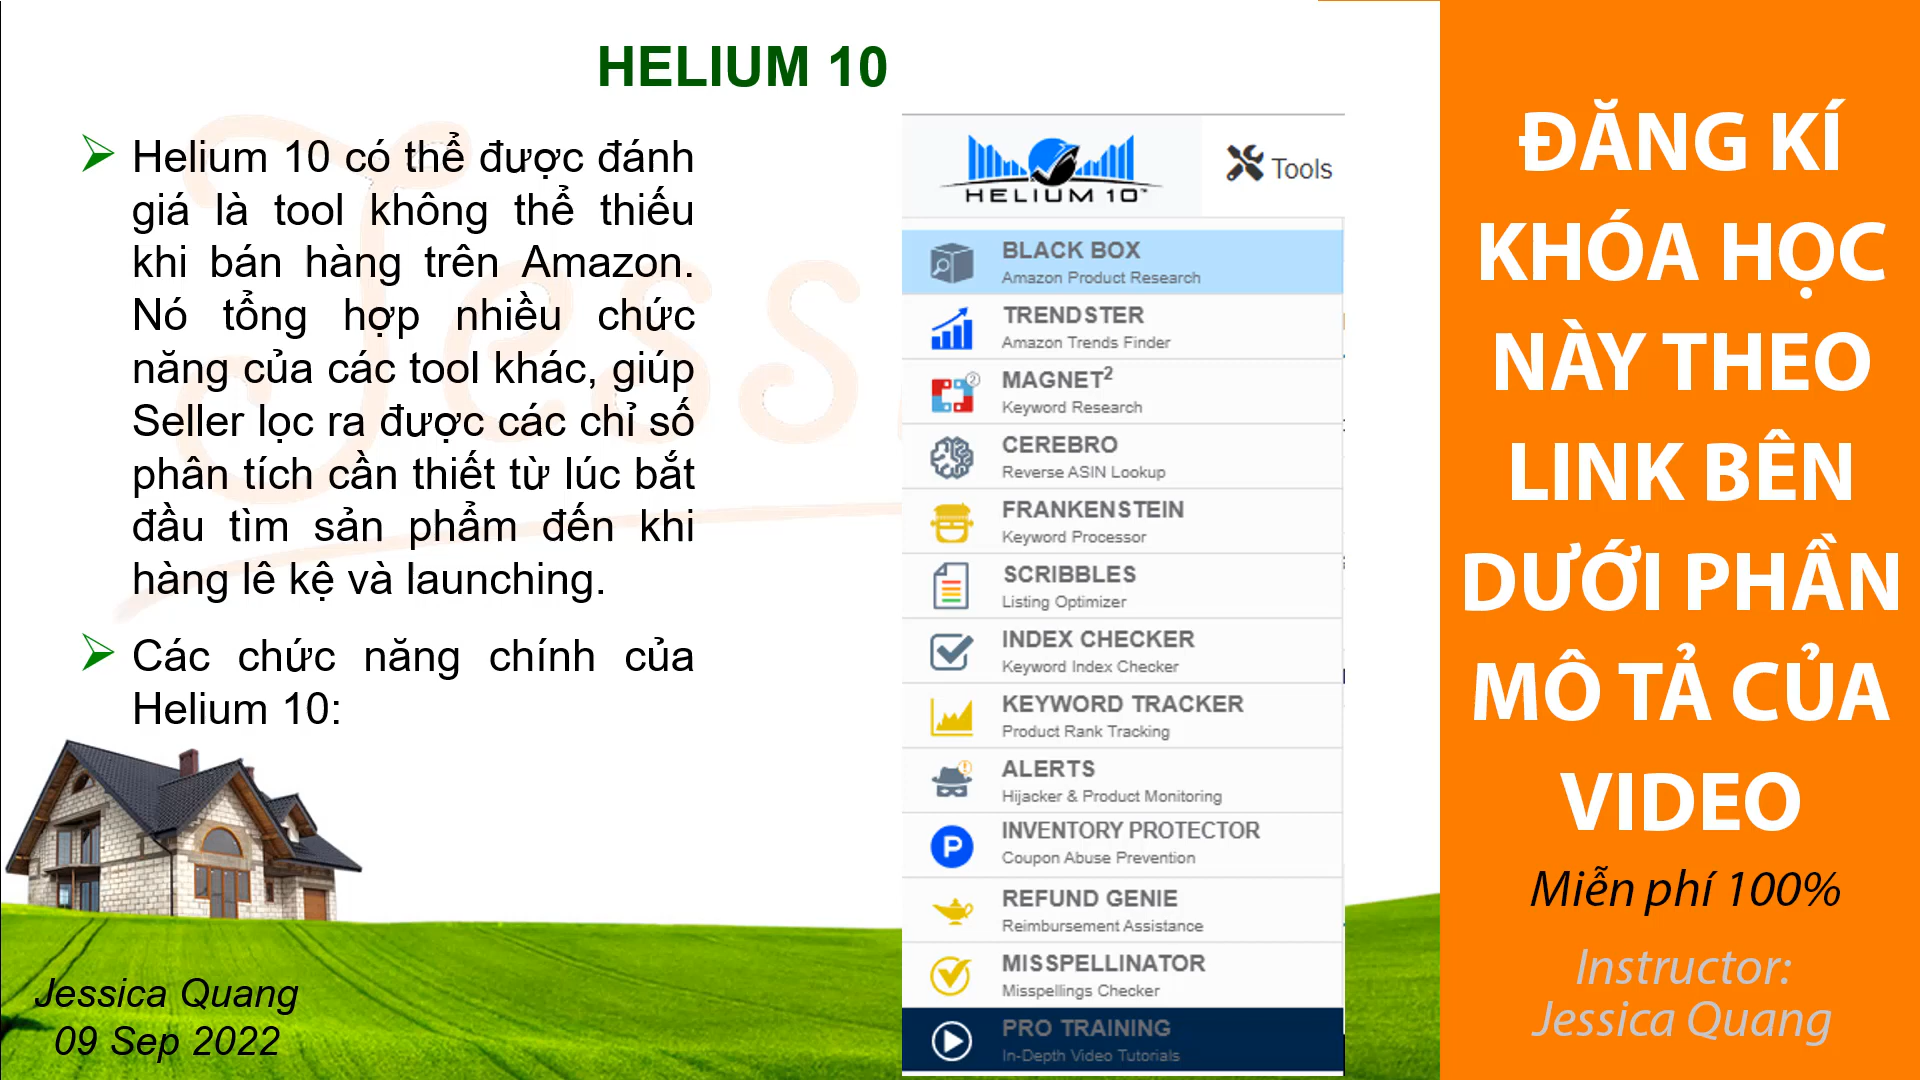 HELIUM 10
Helium 10 có thể được đánh
giá là tool không thể thiếu
khi bán hàng trên Amazon.
Nó tổng hợp nhiều chức
năng của các tool khác, giúp
Seller lọc ra được các chỉ số
phân tích cần thiết từ lúc bắt
đầu tìm sản phẩm đến khi
hàng lê kệ và launching.
Các chức năng chính của
Helium 10:
Jessica Quang
09 Sep 2022
HELIUM 10™
Tools
BLACK BOX
Amazon Product Research
TRENDSTER
Amazon Trends Finder
MAGNET²
Keyword Research
CEREBRO
Reverse ASIN Lookup
FRANKENSTEIN
Keyword Processor
SCRIBBLES
Listing Optimizer
INDEX CHECKER
Keyword Index Checker
KEYWORD TRACKER
Product Rank Tracking
ALERTS
Hijacker & Product Monitoring
INVENTORY PROTECTOR
Coupon Abuse Prevention
REFUND GENIE
Reimbursement Assistance
MISSPELLINATOR
Misspellings Checker
PRO TRAINING
In-Depth Video Tutorials
ĐĂNG KÍ
KHÓA HỌC
NÀY THEO
LINK BÊN
DƯỚI PHẦN
MÔ TẢ CỦA
VIDEO
Miễn phí 100%
Instructor:
Jessica Quang